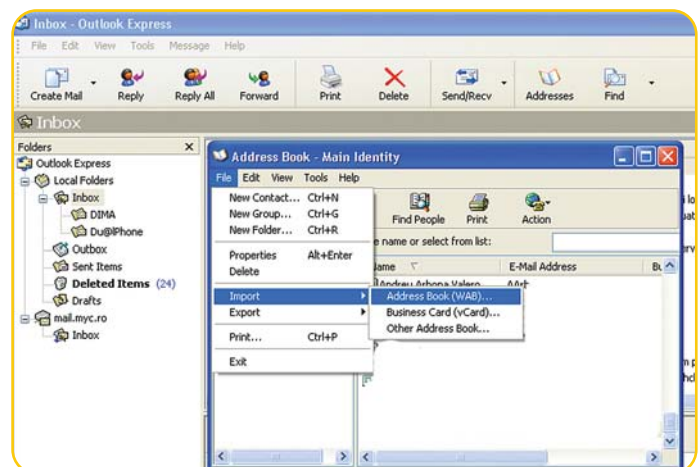 Inbox - Outlook Express
File Edit View Tools Message Help
Create Mail Reply Reply All Forward Print Delete Send/Recv Addresses Find
Inbox
Folders x
Outlook Express
Local Folders
Inbox
DIMA
Du@lPhone
Outbox
Sent Items
Deleted Items (24)
Drafts
mail.myc.ro
Inbox
Address Book - Main Identity
File Edit View Tools Help
New Contact... Ctrl+N
New Group... Ctrl+G
New Folder... Ctrl+R
Properties Alt+Enter
Delete
Import
Export
Print... Ctrl+P
Exit
Find People Print Action
name or select from list:
E-Mail Address
Address Book (WAB)...
Business Card (vCard)...
Other Address Book...